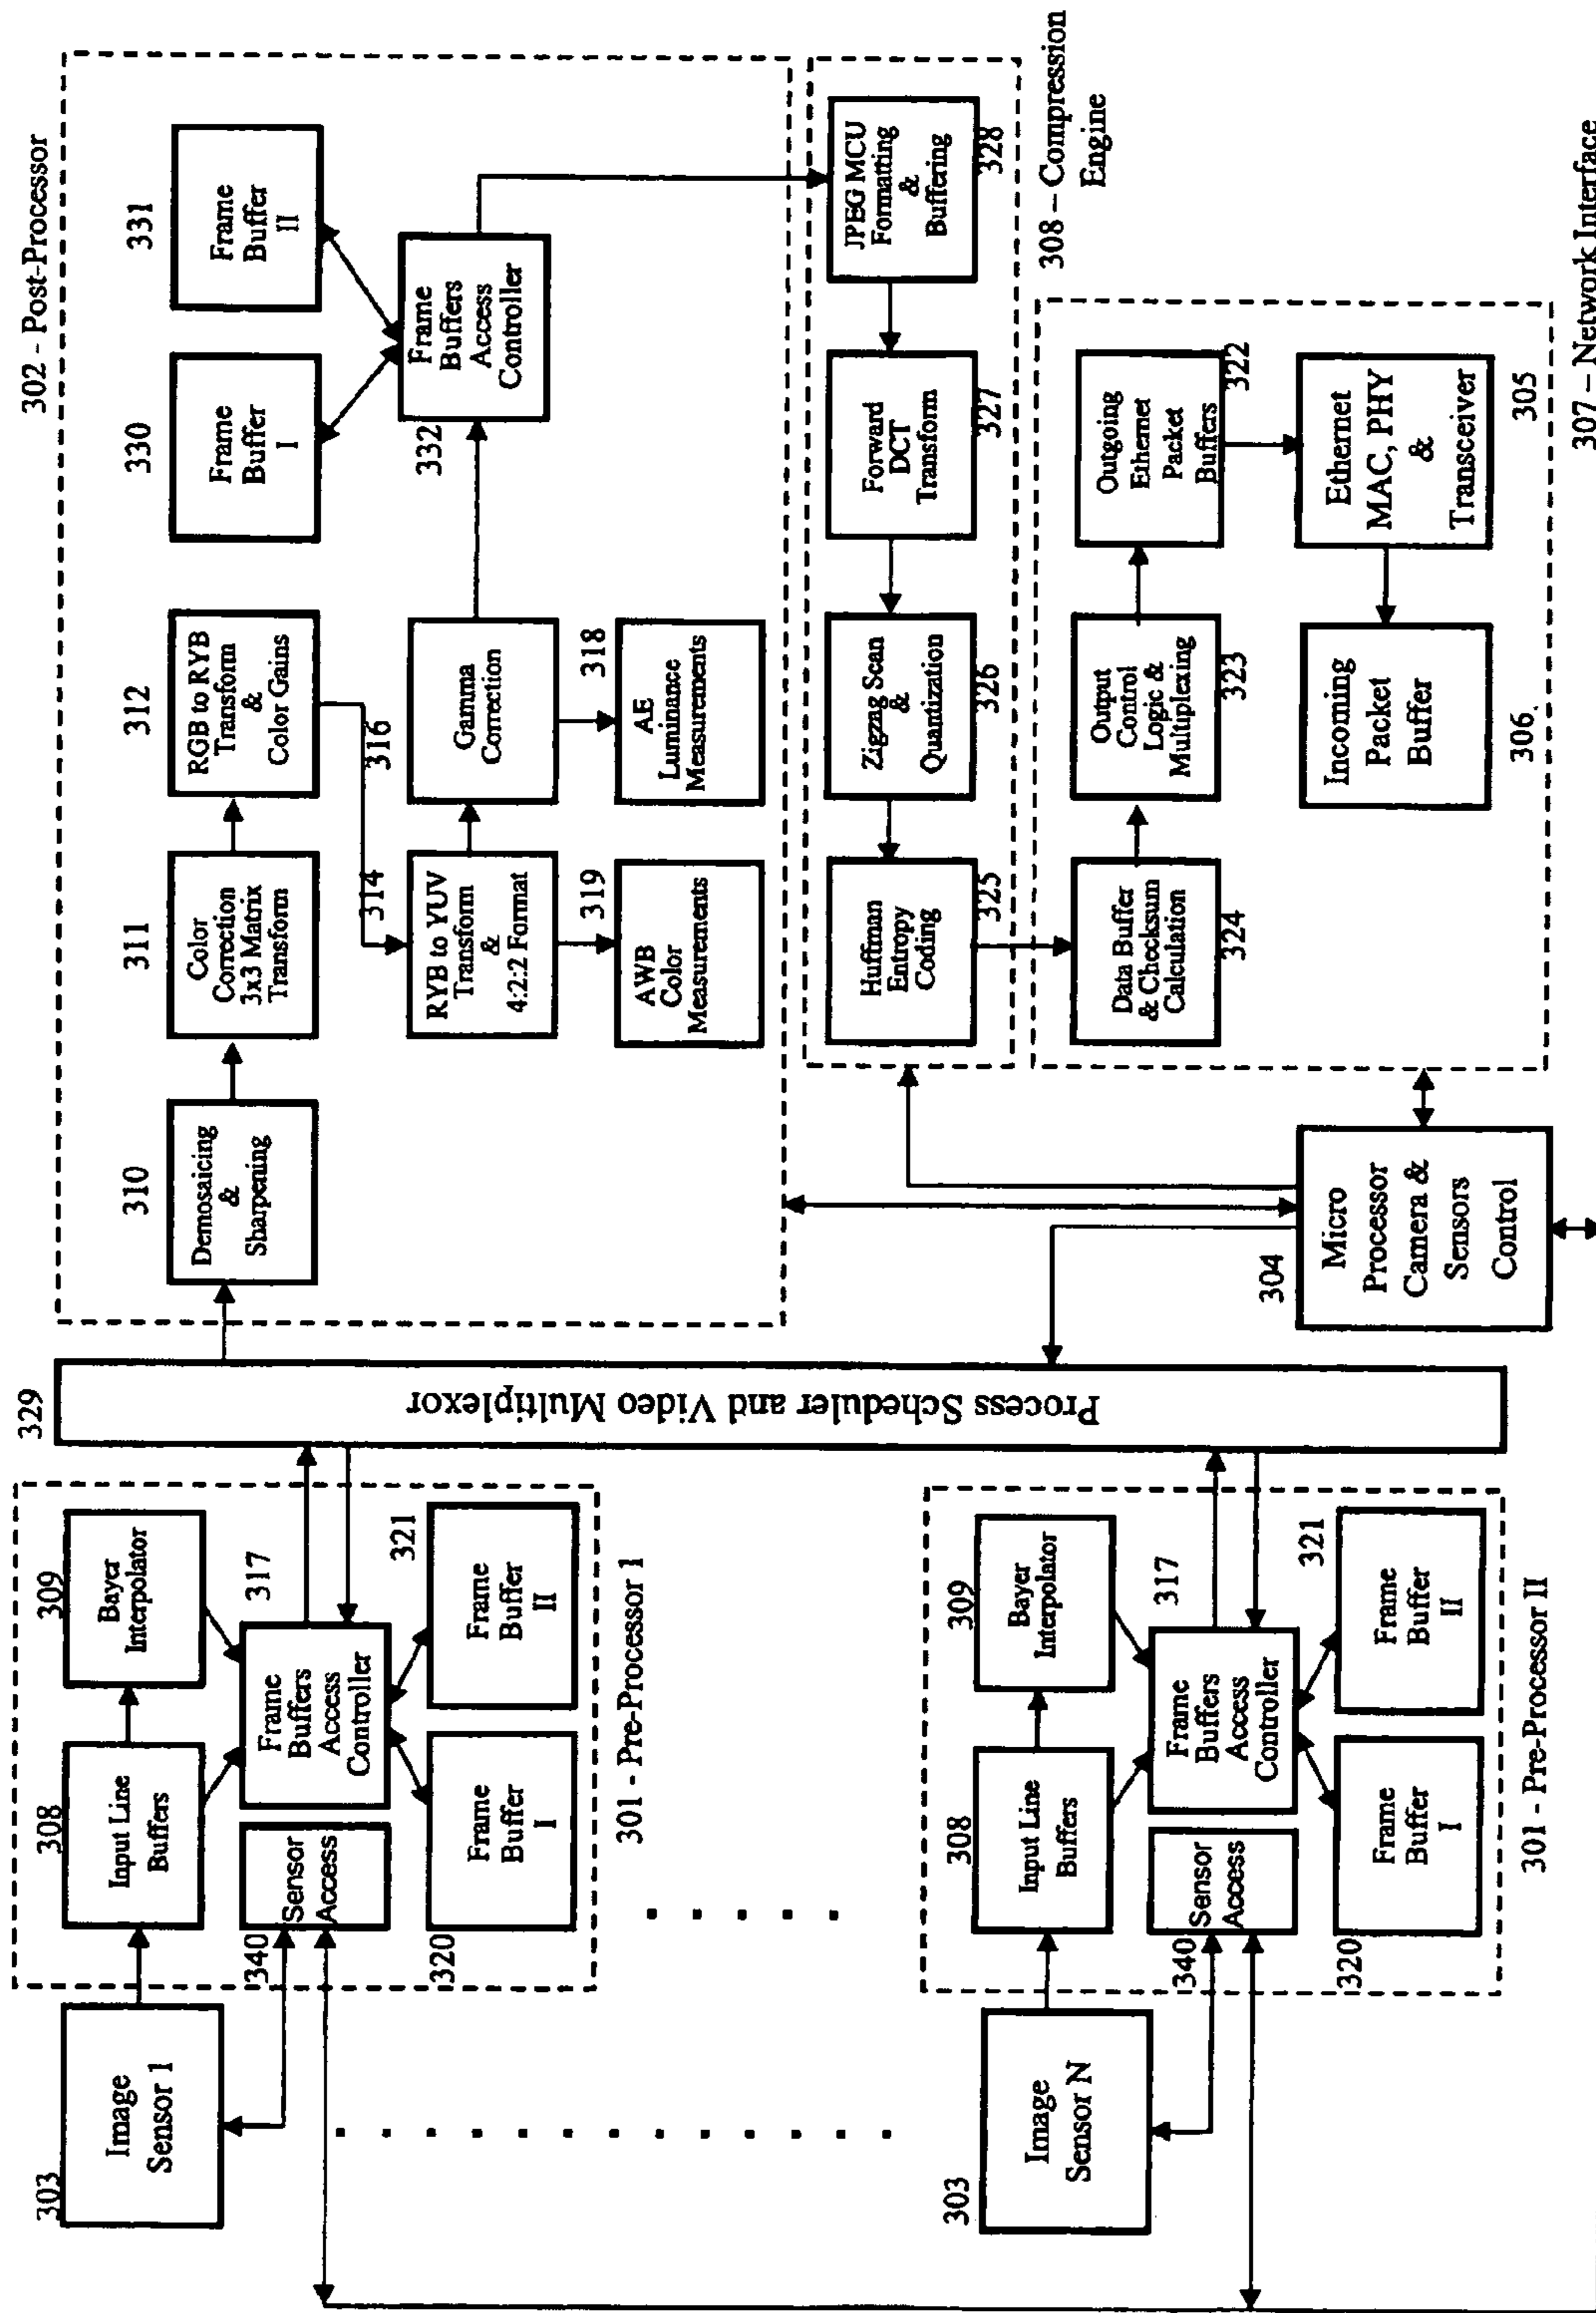 302 - Post-Processor
331
Frame
Buffer
II
330
Frame
Buffer
I
332
Frame
Buffers
Access
Controller
312
RGB to RYB
Transform
&
Color Gains
311
Color
Correction
3x3 Matrix
Transform
310
Demosaicing
&
Sharpening
316
Gamma
Correction
314
RYB to YUV
Transform
&
4:2:2 Format
318
AE
Luminance
Measurements
319
AWB
Color
Measurements
JPEG MCU
Formatting
&
Buffering
328
Forward
DCT
Transform
327
Zigzag Scan
&
Quantization
326
Huffman
Entropy
Coding
325
308 – Compression
Engine
Outgoing
Ethernet
Packet
Buffers
322
Output
Control
Logic &
Multiplexing
323
Data Buffer
& Checksum
Calculation
324
Ethernet
MAC, PHY
&
Transceiver
305
Incoming
Packet
Buffer
306.
307 – Network Interface
304
Micro
Processor
Camera &
Sensors
Control
329
Process Scheduler and Video Multiplexor
309
Bayer
Interpolator
308
Input Line
Buffers
317
Frame
Buffers
Access
Controller
340
Sensor
Access
321
Frame
Buffer
II
320
Frame
Buffer
I
301 - Pre-Processor 1
303
Image
Sensor 1
309
Bayer
Interpolator
308
Input Line
Buffers
317
Frame
Buffers
Access
Controller
340
Sensor
Access
321
Frame
Buffer
II
320
Frame
Buffer
I
301 - Pre-Processor II
303
Image
Sensor N